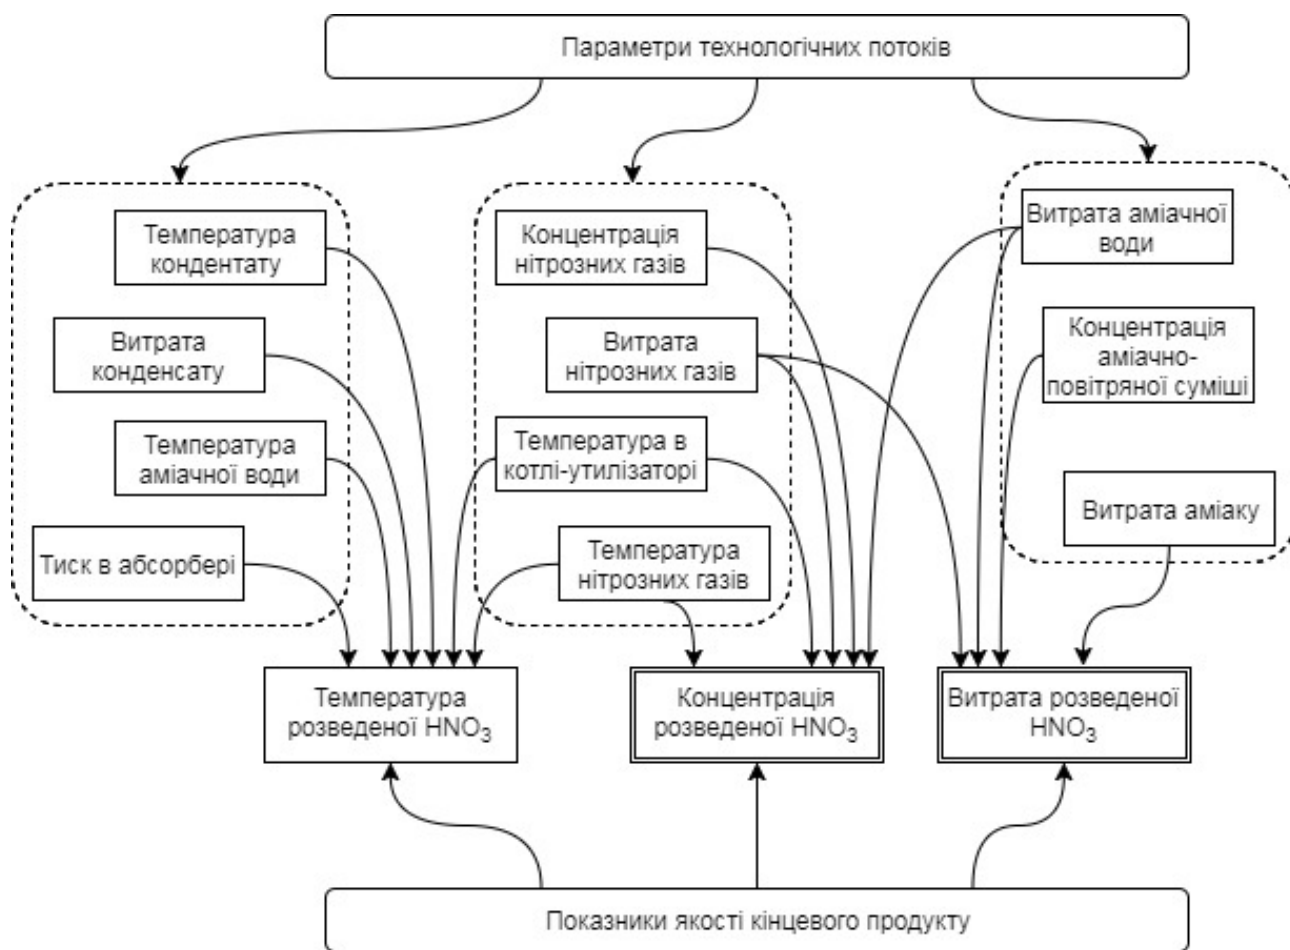 Параметри технологічних потоків
Температура
кондентату
Витрата
конденсату
Температура
аміачної води
Тиск в абсорбері
Концентрація
нітрозних газів
Витрата
нітрозних газів
Температура в
котлі-утилізаторі
Температура
нітрозних газів
Витрата аміачної
води
Концентрація
аміачно-
повітряної суміші
Витрата аміаку
Температура
розведеної HNO₃
Концентрація
розведеної HNO₃
Витрата розведеної
HNO₃
Показники якості кінцевого продукту